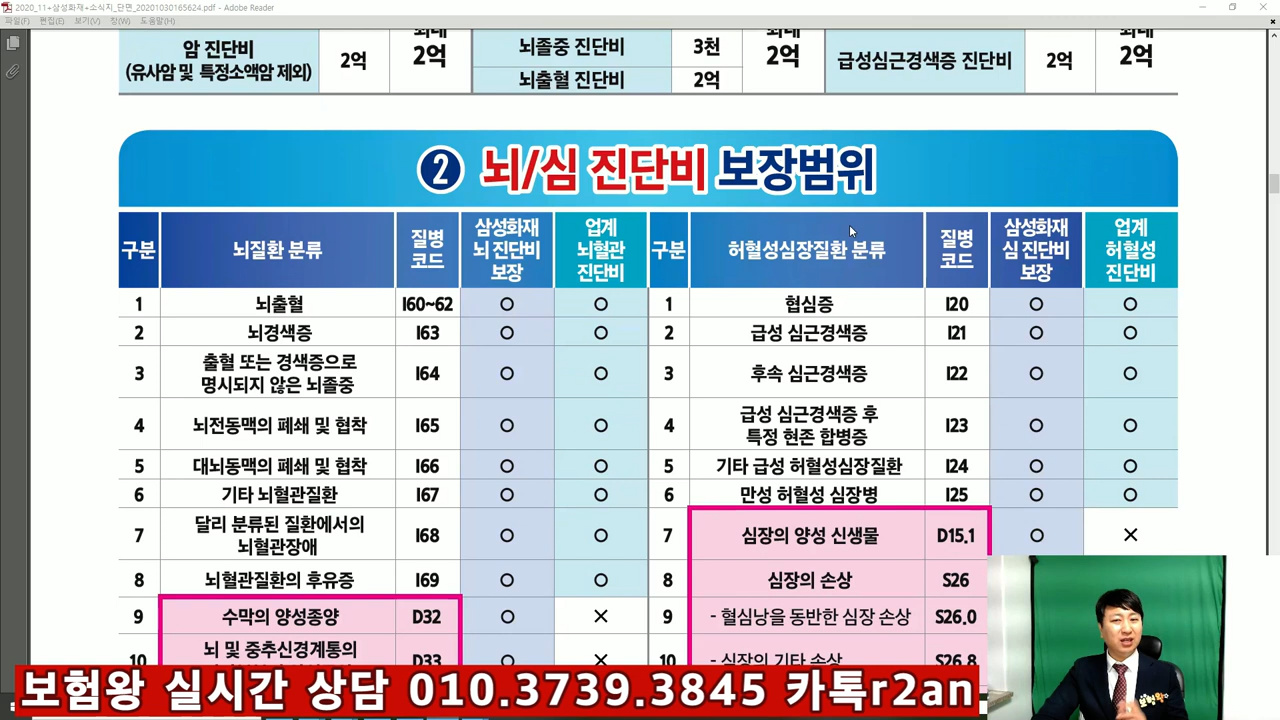 2020_11+삼성화재+소식지_단면_20201030165624.pdf - Adobe Reader
파일(F) 편집(E) 보기(V) 창(W) 도움말(H)
암 진단비
(유사암 및 특정소액암 제외)
2억
최대
2억
뇌졸중 진단비
3천
뇌출혈 진단비
2억
최대
2억
급성심근경색증 진단비
2억
최대
2억
2 뇌/심 진단비 보장범위
구분
뇌질환 분류
질병
코드
삼성화재
뇌 진단비
보장
업계
뇌혈관
진단비
구분
허혈성심장질환 분류
질병
코드
삼성화재
심 진단비
보장
업계
허혈성
진단비
1 뇌출혈 I60~62 ○ ○ 1 협심증 I20 ○ ○
2 뇌경색증 I63 ○ ○ 2 급성 심근경색증 I21 ○ ○
3 출혈 또는 경색증으로
명시되지 않은 뇌졸중 I64 ○ ○ 3 후속 심근경색증 I22 ○ ○
4 뇌전동맥의 폐쇄 및 협착 I65 ○ ○ 4 급성 심근경색증 후
특정 현존 합병증 I23 ○ ○
5 대뇌동맥의 폐쇄 및 협착 I66 ○ ○ 5 기타 급성 허혈성심장질환 I24 ○ ○
6 기타 뇌혈관질환 I67 ○ ○ 6 만성 허혈성 심장병 I25 ○ ○
7 달리 분류된 질환에서의
뇌혈관장애 I68 ○ ○ 7 심장의 양성 신생물 D15.1 ○ ×
8 뇌혈관질환의 후유증 I69 ○ ○ 8 심장의 손상 S26
9 수막의 양성종양 D32 ○ × 9 - 혈심낭을 동반한 심장 손상 S26.0
10 뇌 및 중추신경계통의 D33 ○ × 10 - 심장의 기타 손상 S26.8
보험왕 실시간 상담 010.3739.3845 카톡r2an
보험왕